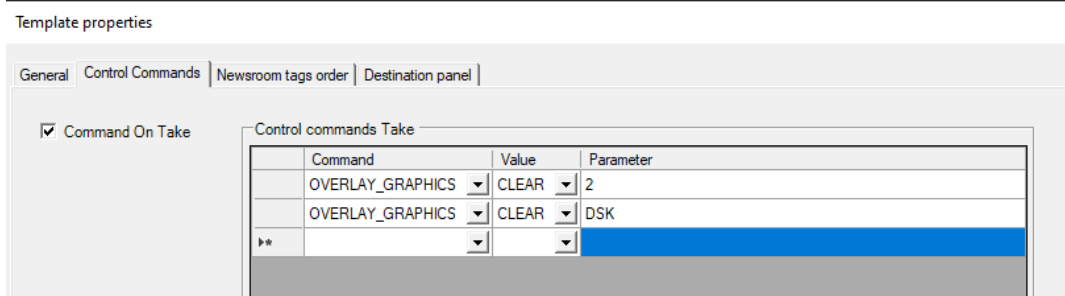 Template properties
General Control Commands Newsroom tags order Destination panel
Command On Take
Control commands Take
Command Value Parameter
OVERLAY_GRAPHICS CLEAR 2
OVERLAY_GRAPHICS CLEAR DSK